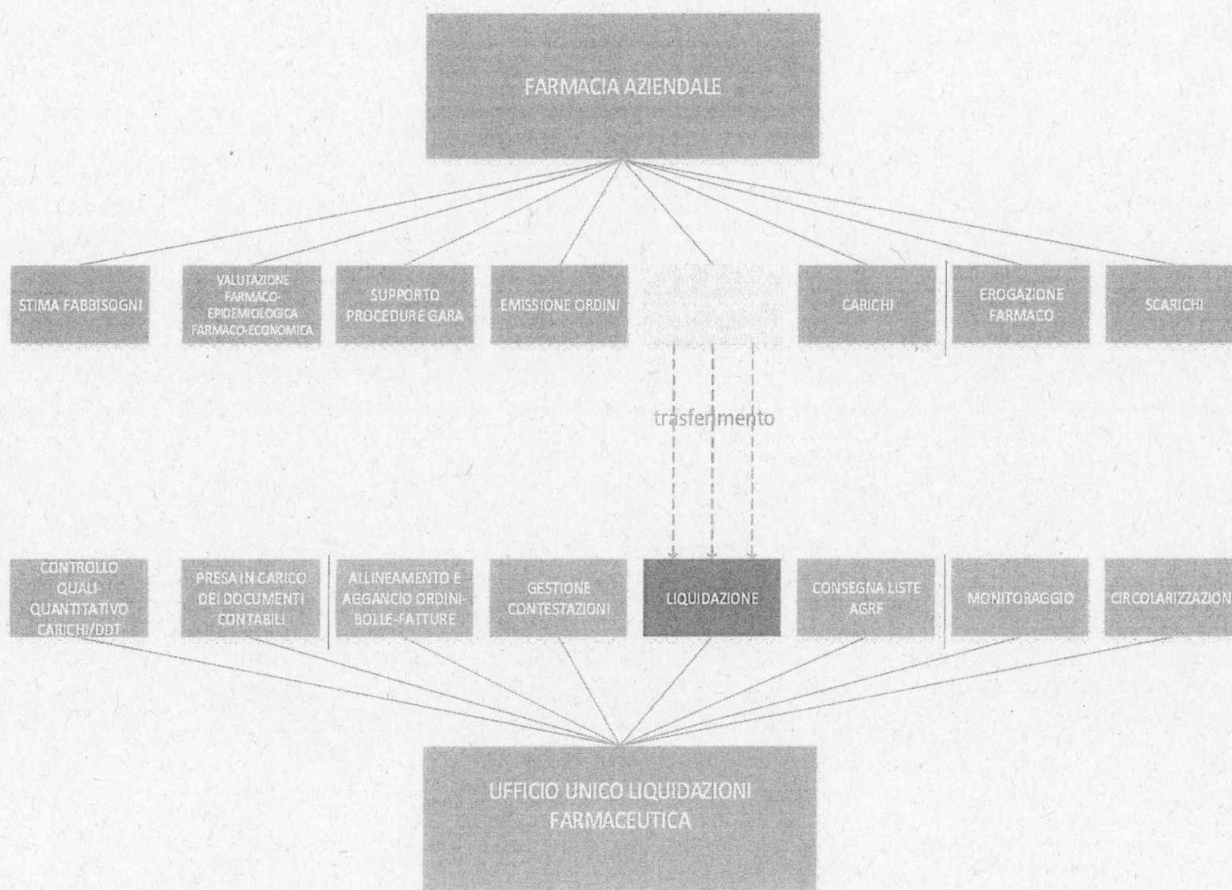 FARMACIA AZIENDALE
STIMA FABBISOGNI
VALUTAZIONE
FARMACO-
EPIDEMIOLOGICA
FARMACO-ECONOMICA
SUPPORTO
PROCEDURE GARA
EMISSIONE ORDINI
CARICHI
EROGAZIONE
FARMACO
SCARICHI
trasferimento
CONTROLLO
QUALI-
QUANTITATIVO
CARICHI/DDT
PRESA IN CARICO
DEI DOCUMENTI
CONTABILI
ALLINEAMENTO E
AGGANCIO ORDINI-
BOLLE-FATTURE
GESTIONE
CONTESTAZIONI
LIQUIDAZIONE
CONSEGNA LISTE
AGRF
MONITORAGGIO
CIRCOLARIZZAZION
UFFICIO UNICO LIQUIDAZIONI
FARMACEUTICA